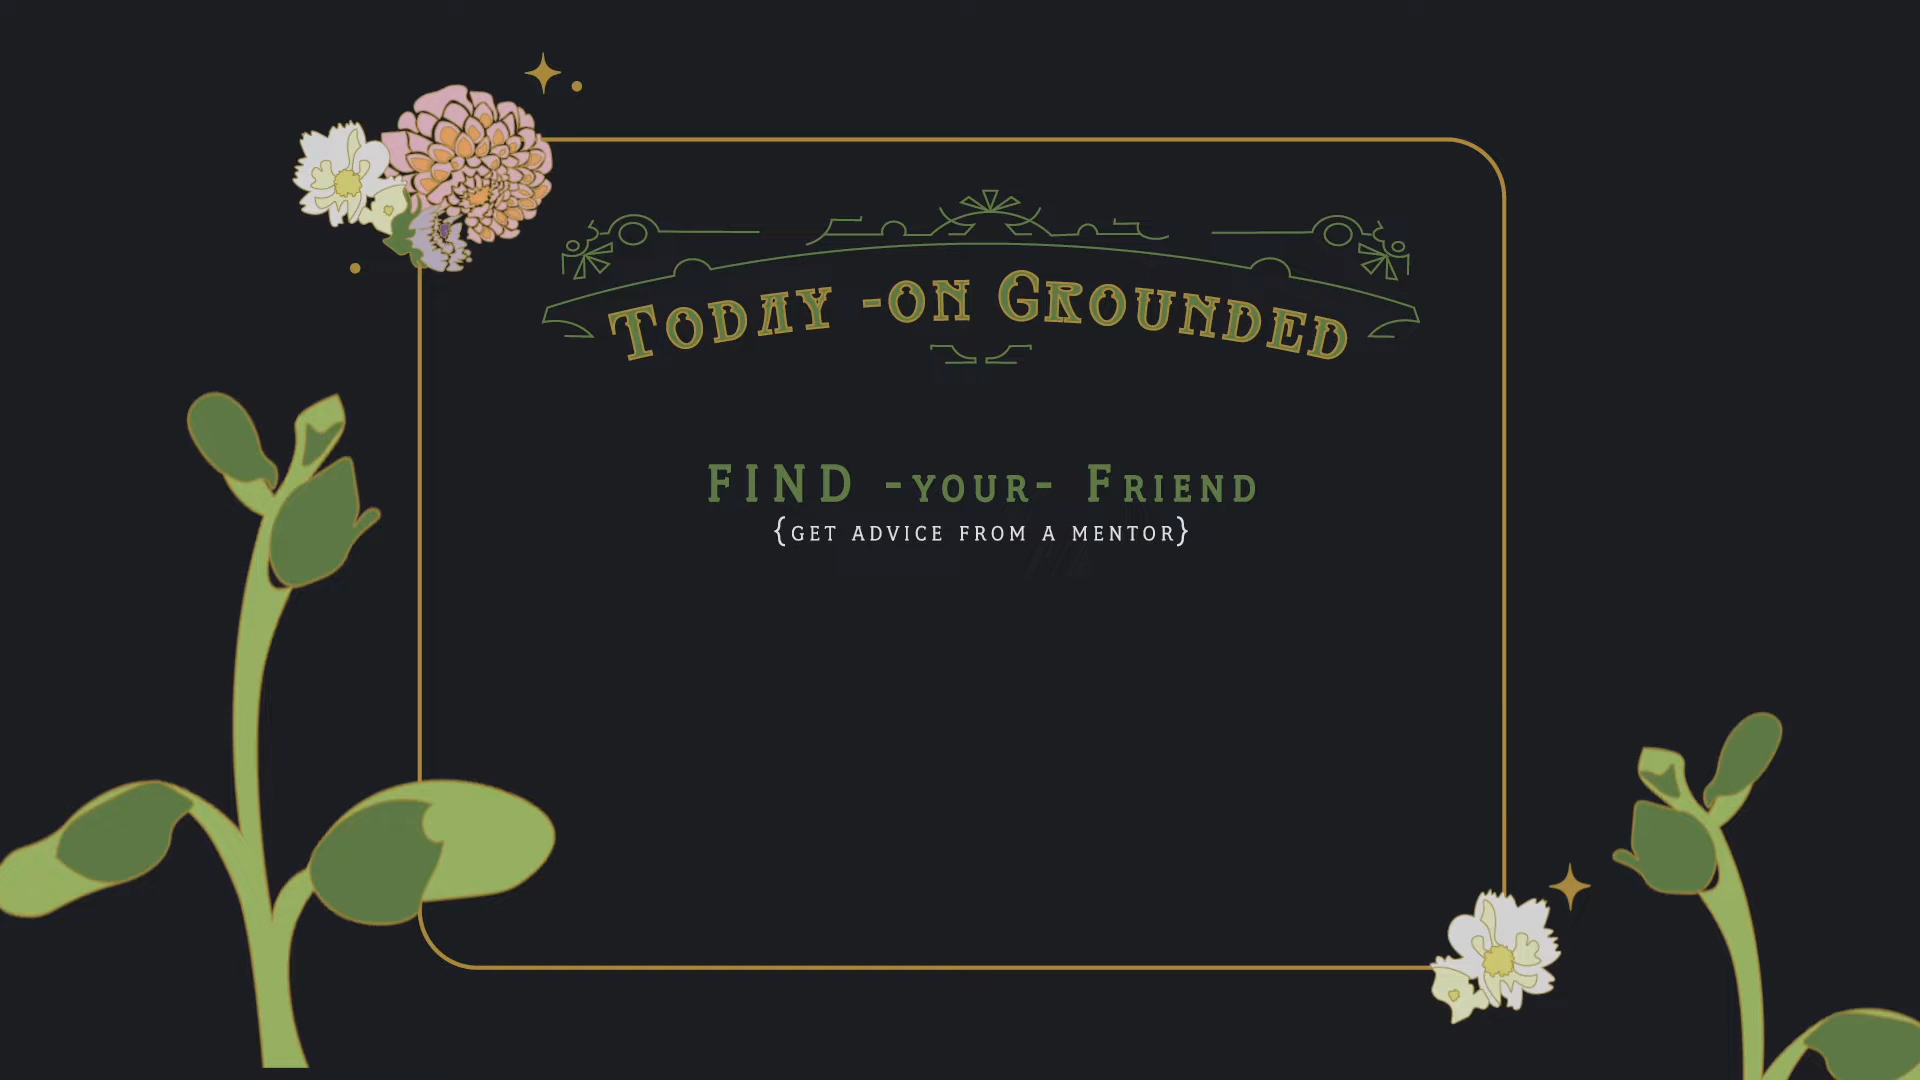 Today -on Grounded
FIND -your- Friend
{get advice from a mentor}